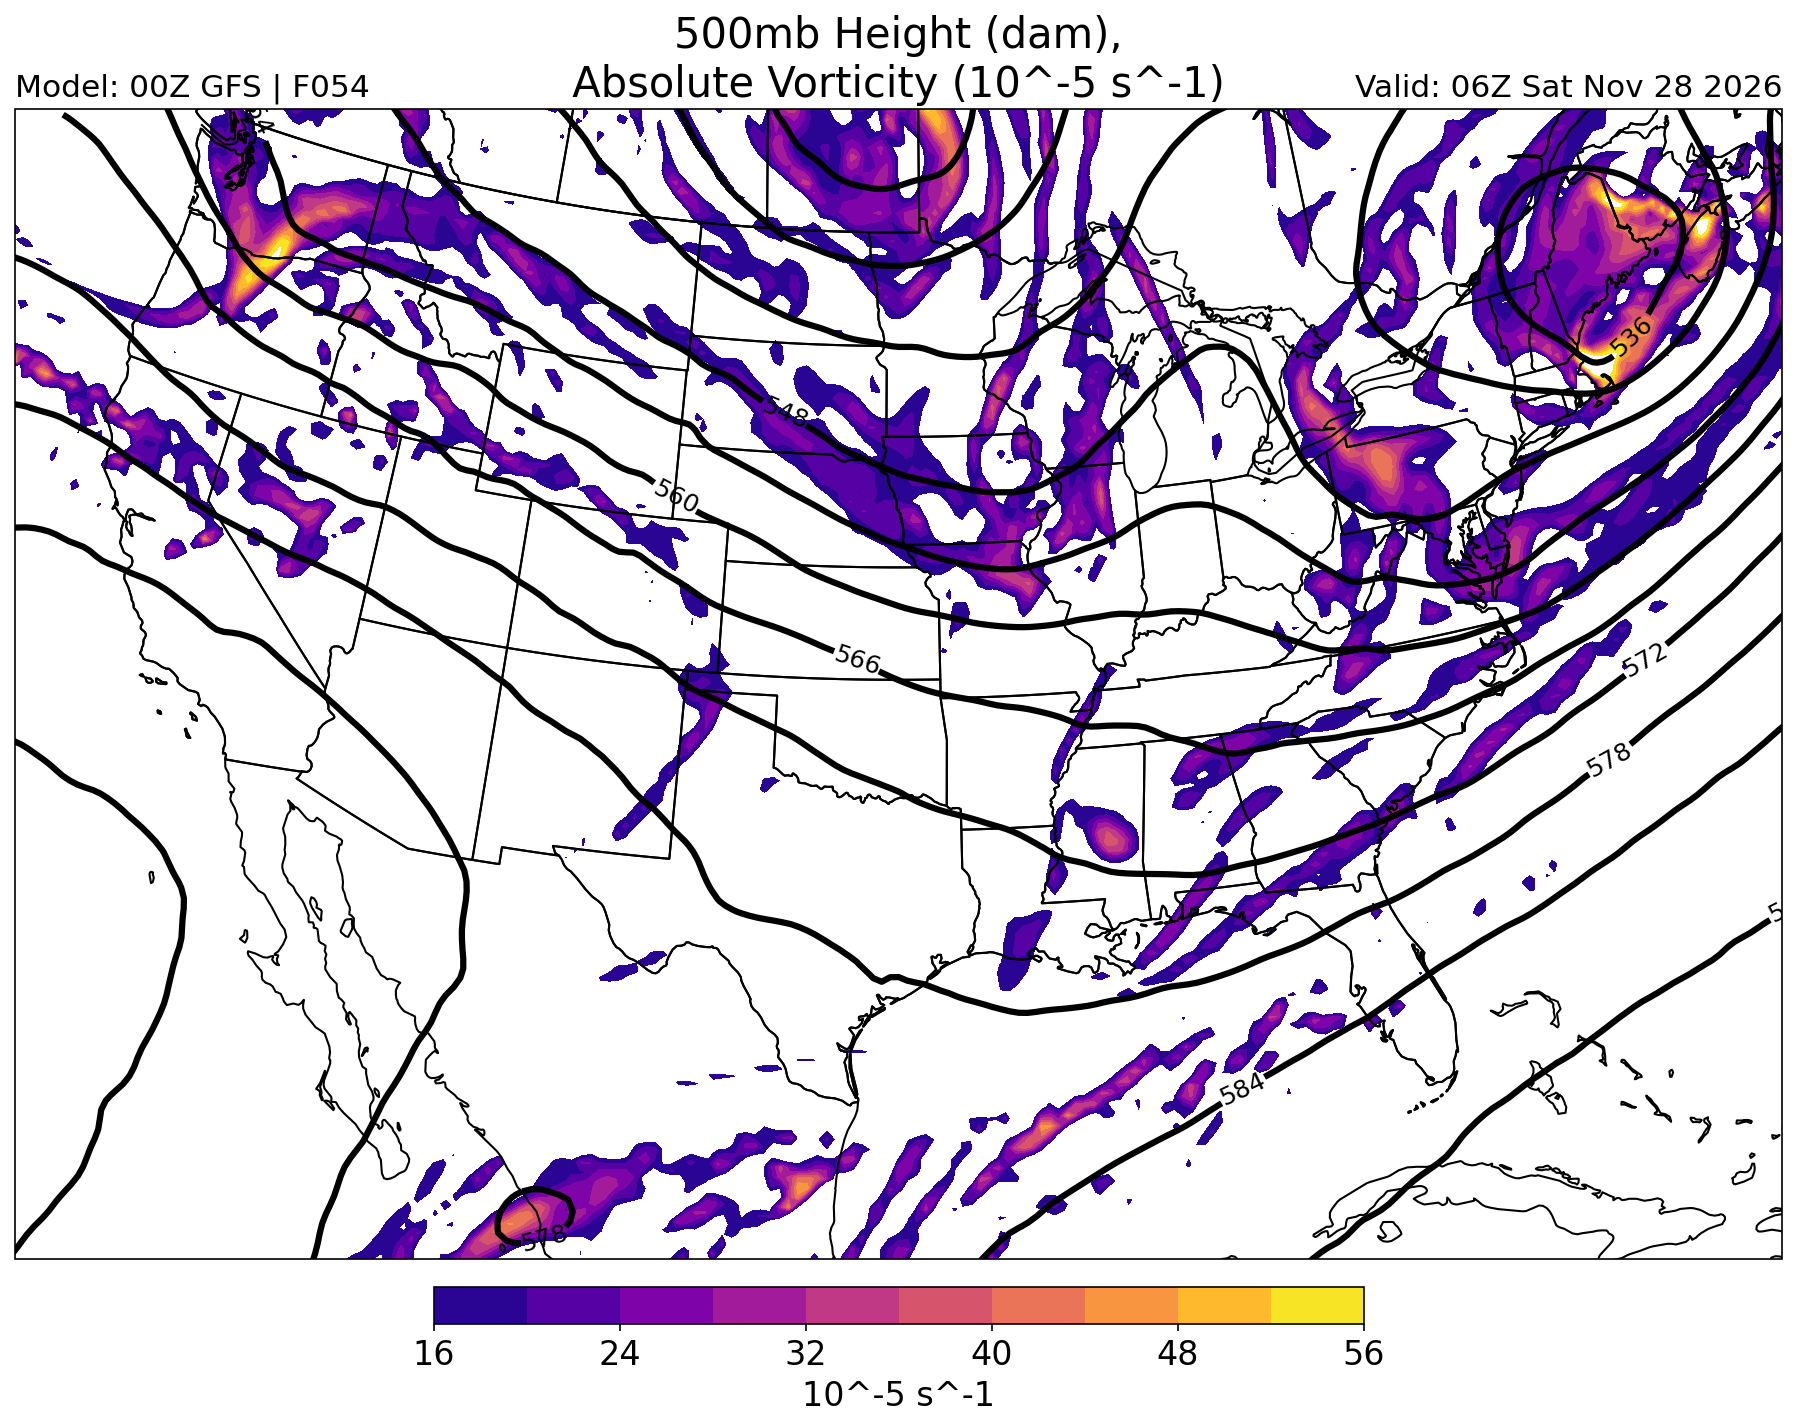 500mb Height (dam),
Model: 00Z GFS | F054
Absolute Vorticity (10^-5 s^-1)
Valid: 06Z Sat Nov 28 2026
536
548
560
566
572
578
584
578
5
16 24 32 40 48 56
10^-5 s^-1